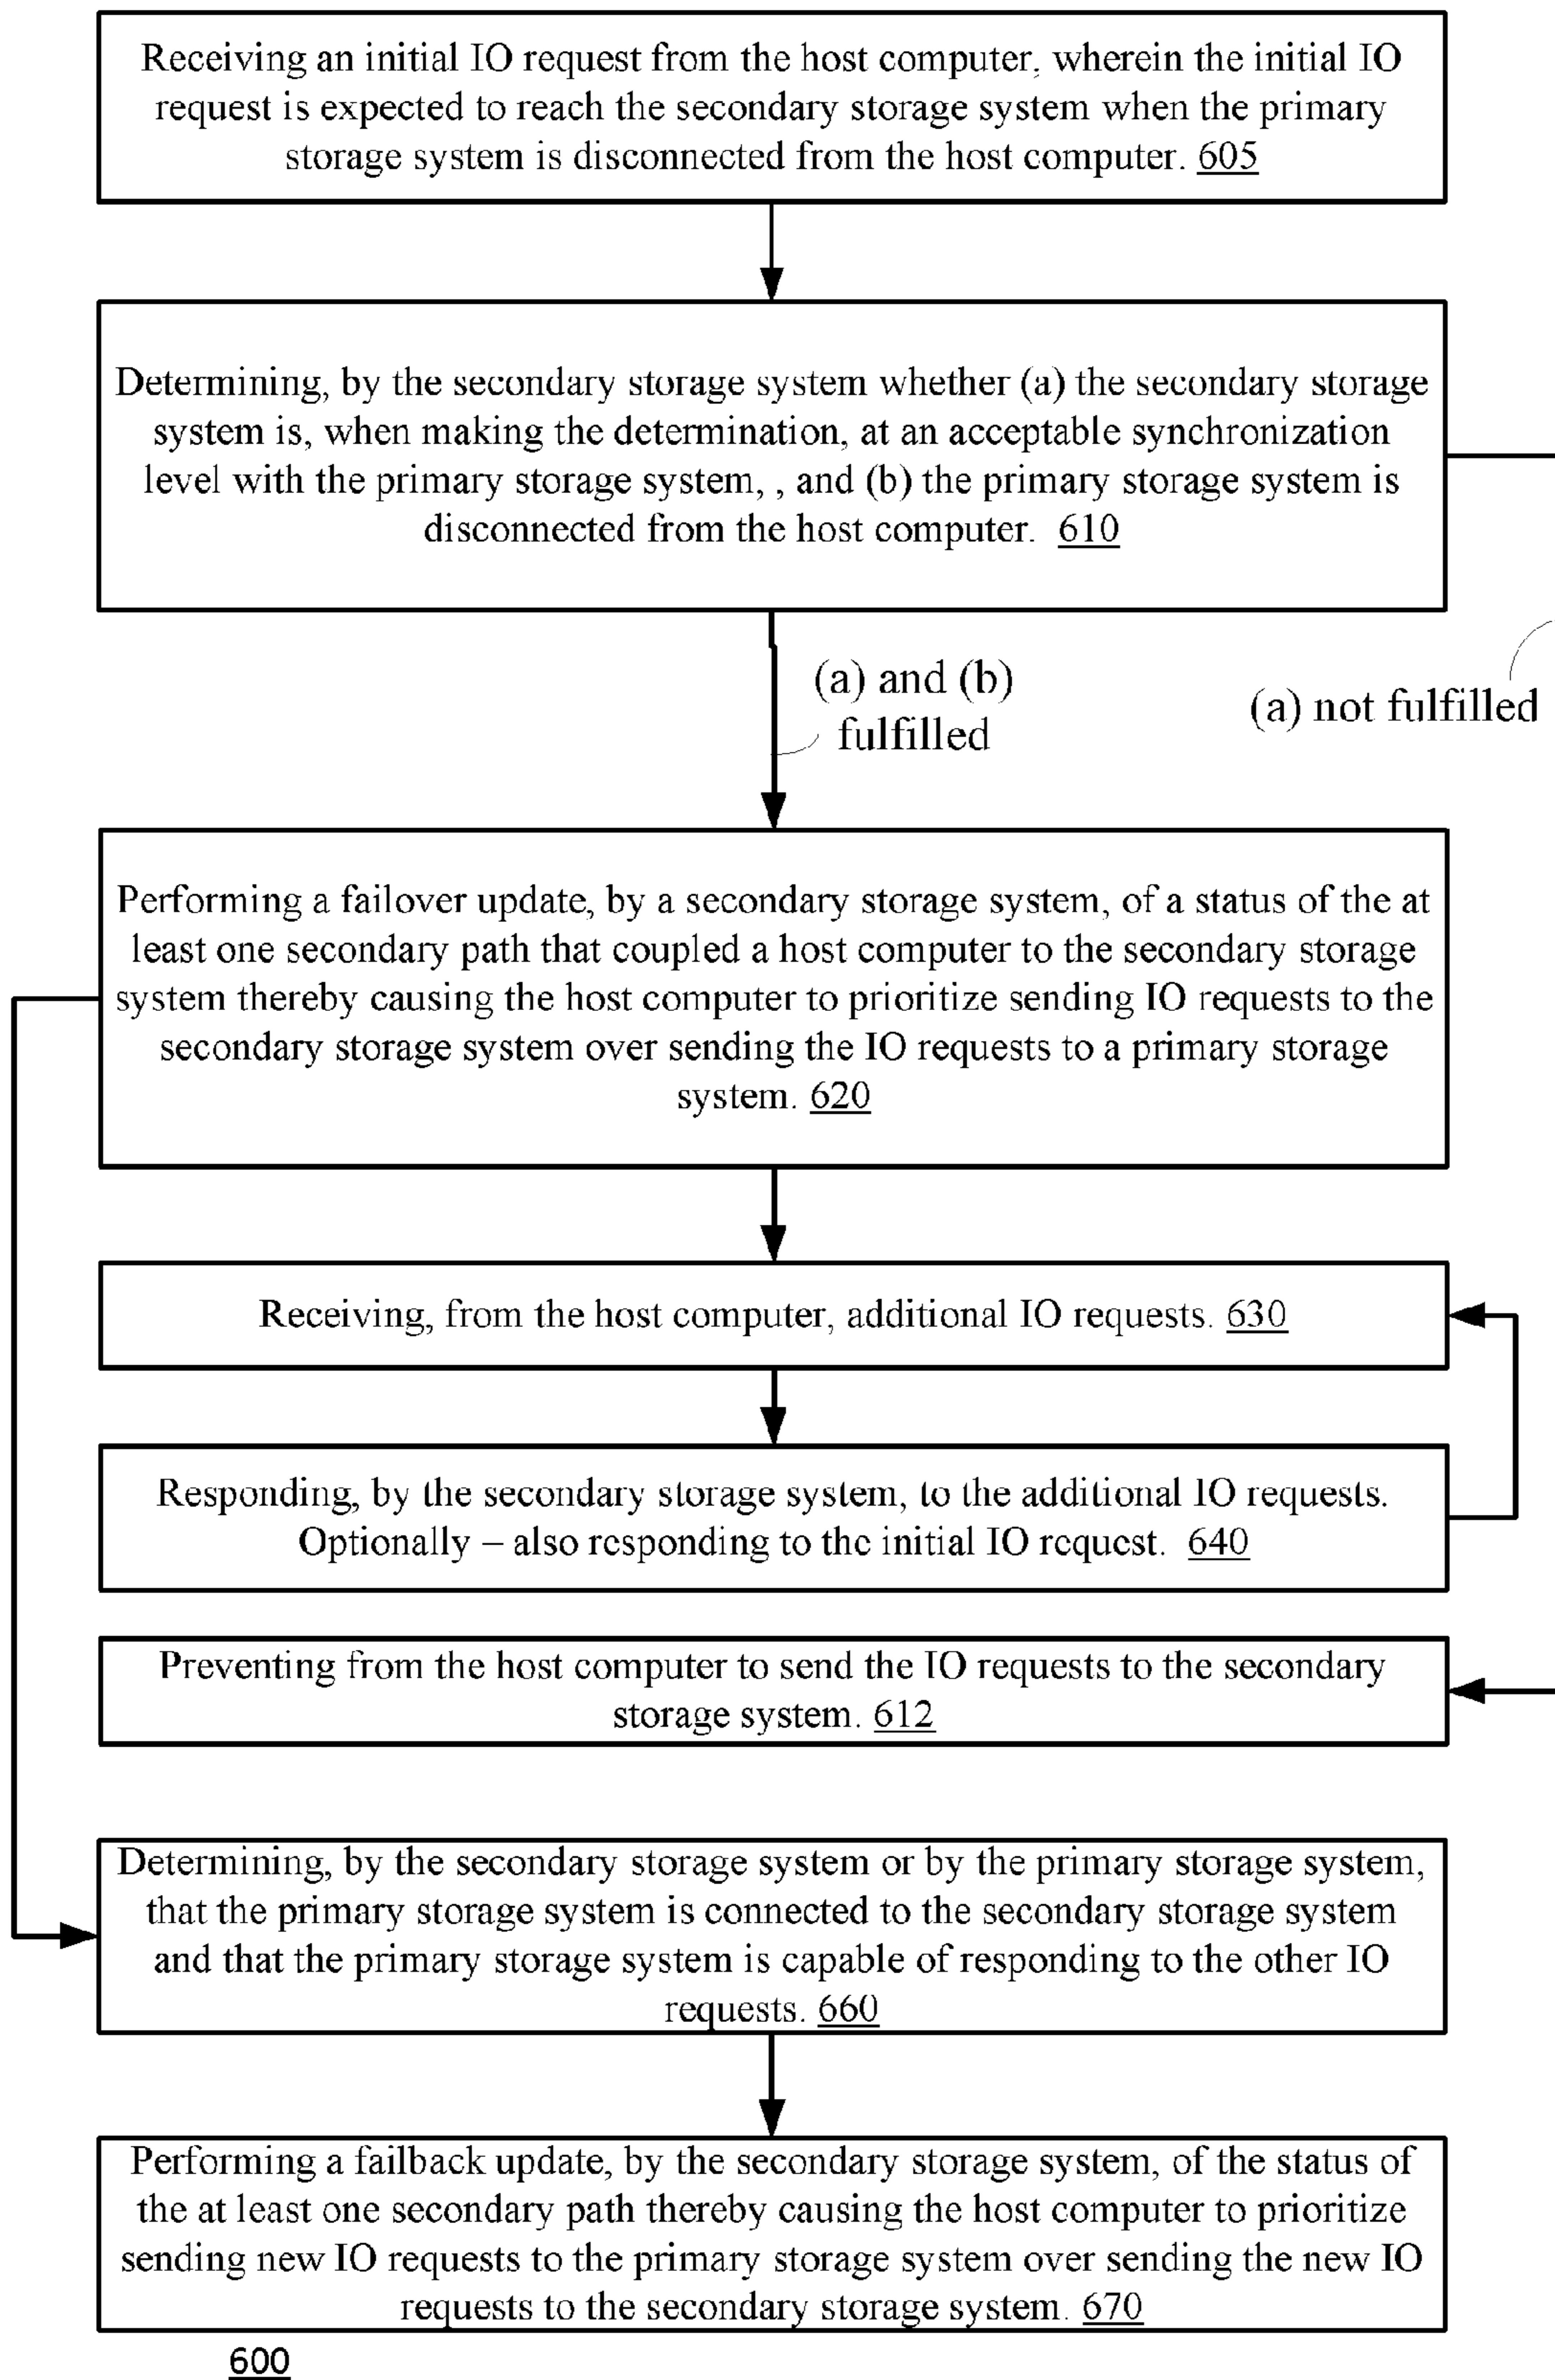 Receiving an initial IO request from the host computer, wherein the initial IO
request is expected to reach the secondary storage system when the primary
storage system is disconnected from the host computer. 605
Determining, by the secondary storage system whether (a) the secondary storage
system is, when making the determination, at an acceptable synchronization
level with the primary storage system, , and (b) the primary storage system is
disconnected from the host computer. 610
(a) and (b)
fulfilled
(a) not fulfilled
Performing a failover update, by a secondary storage system, of a status of the at
least one secondary path that coupled a host computer to the secondary storage
system thereby causing the host computer to prioritize sending IO requests to the
secondary storage system over sending the IO requests to a primary storage
system. 620
Receiving, from the host computer, additional IO requests. 630
Responding, by the secondary storage system, to the additional IO requests.
Optionally – also responding to the initial IO request. 640
Preventing from the host computer to send the IO requests to the secondary
storage system. 612
Determining, by the secondary storage system or by the primary storage system,
that the primary storage system is connected to the secondary storage system
and that the primary storage system is capable of responding to the other IO
requests. 660
Performing a failback update, by the secondary storage system, of the status of
the at least one secondary path thereby causing the host computer to prioritize
sending new IO requests to the primary storage system over sending the new IO
requests to the secondary storage system. 670
600